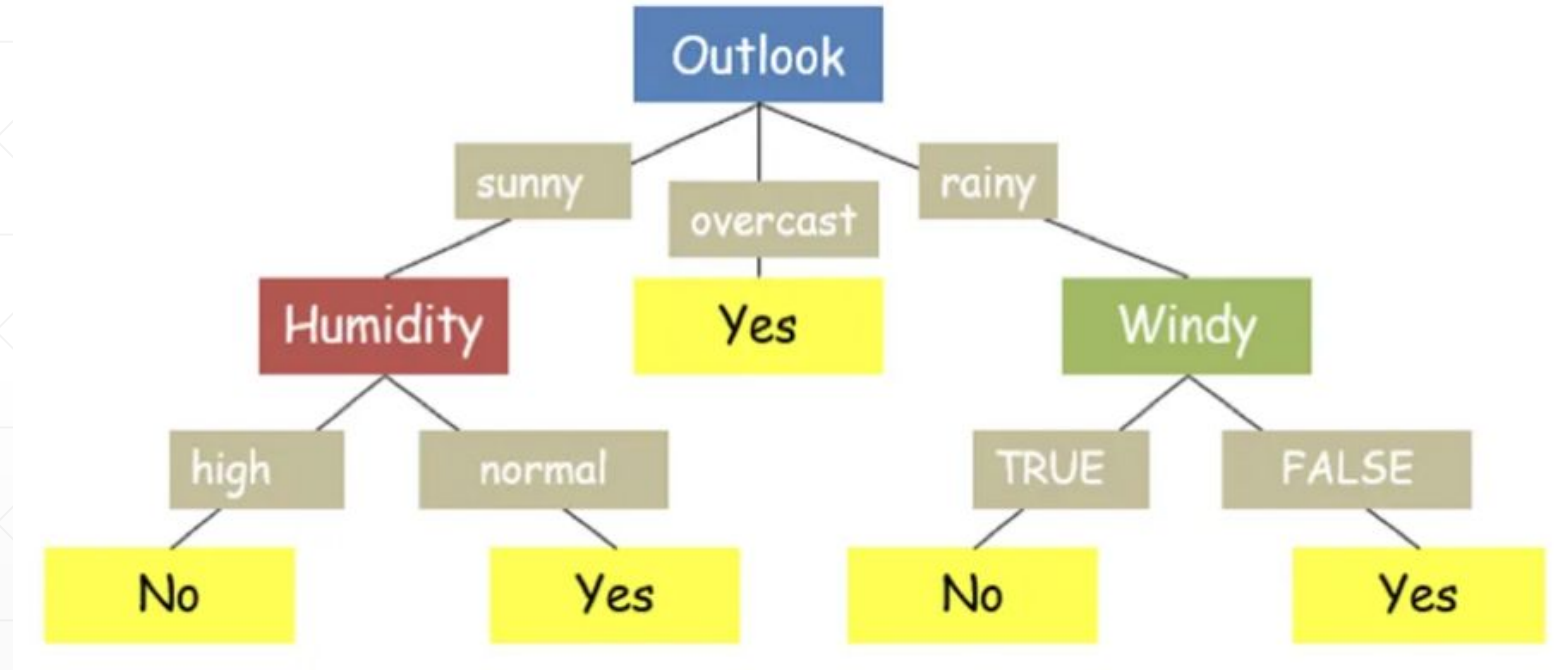 Outlook
sunny
overcast
rainy
Humidity
Yes
Windy
high
normal
TRUE
FALSE
No
Yes
No
Yes